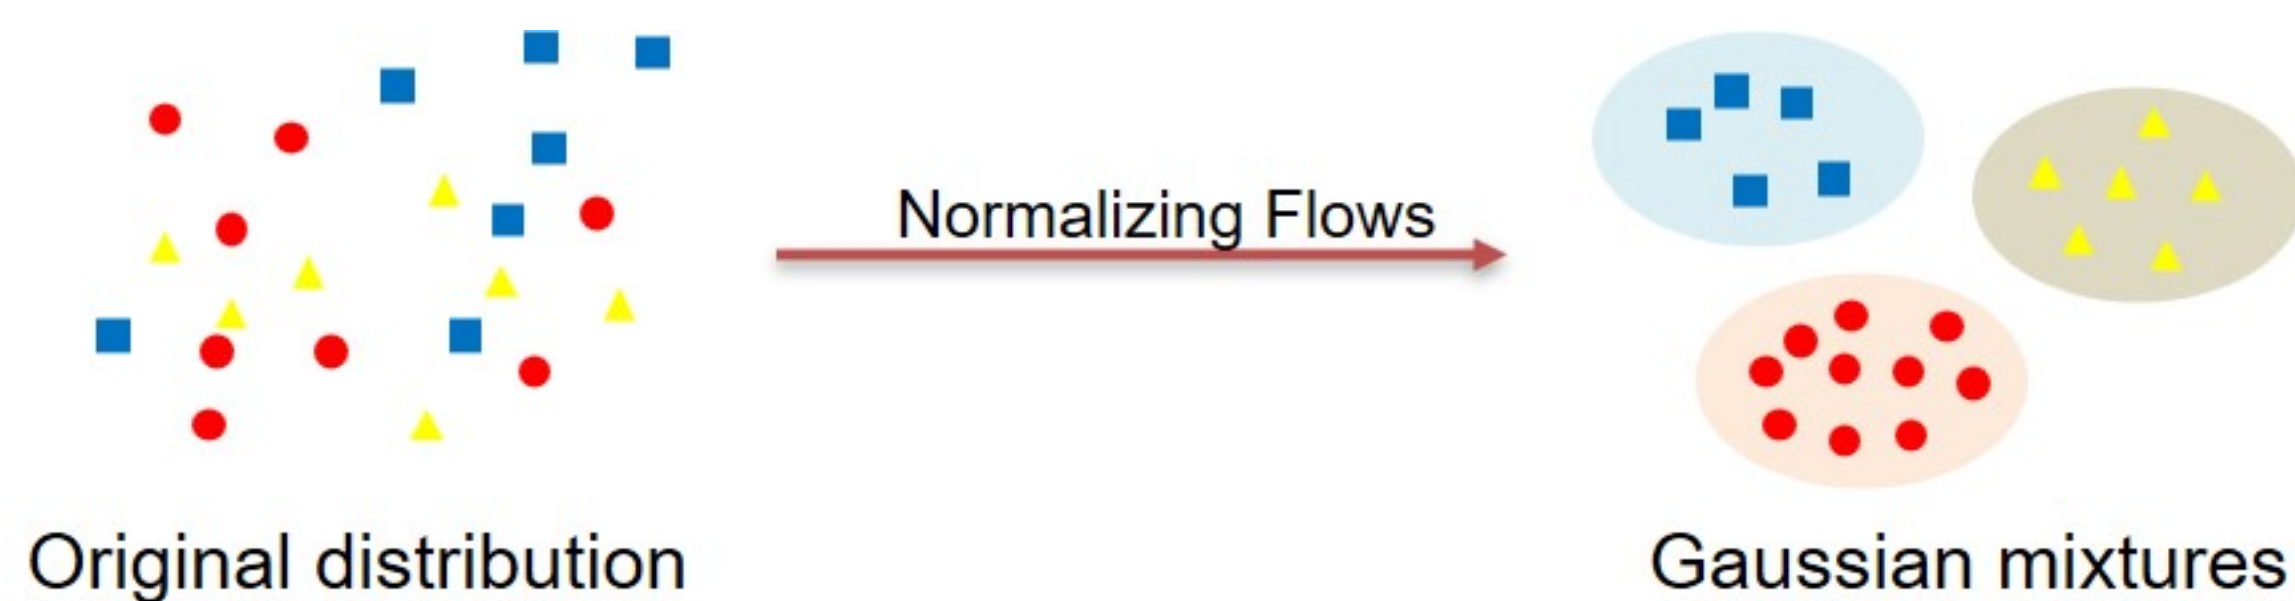 Normalizing Flows
Original distribution
Gaussian mixtures